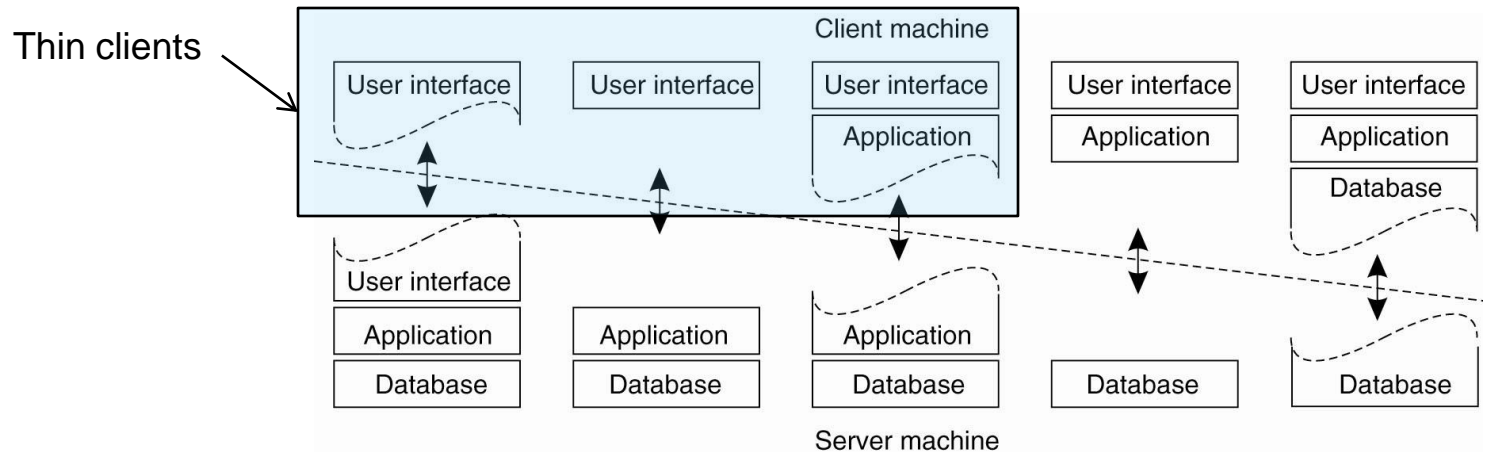 Client machine
Thin clients
User interface User interface User interface User interface User interface
Application Application Application
Database
User interface
Application Application Application
Database Database Database Database Database
Server machine